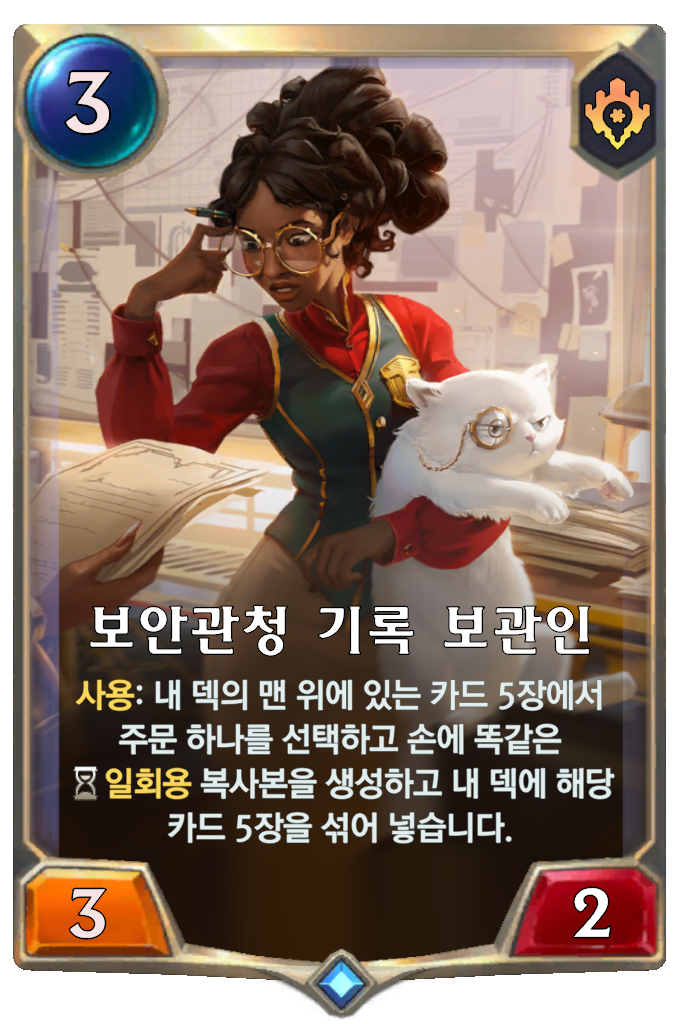 3
보안관청 기록 보관인
사용: 내 덱의 맨 위에 있는 카드 5장에서
주문 하나를 선택하고 손에 똑같은
일회용 복사본을 생성하고 내 덱에 해당
카드 5장을 섞어 넣습니다.
3
2